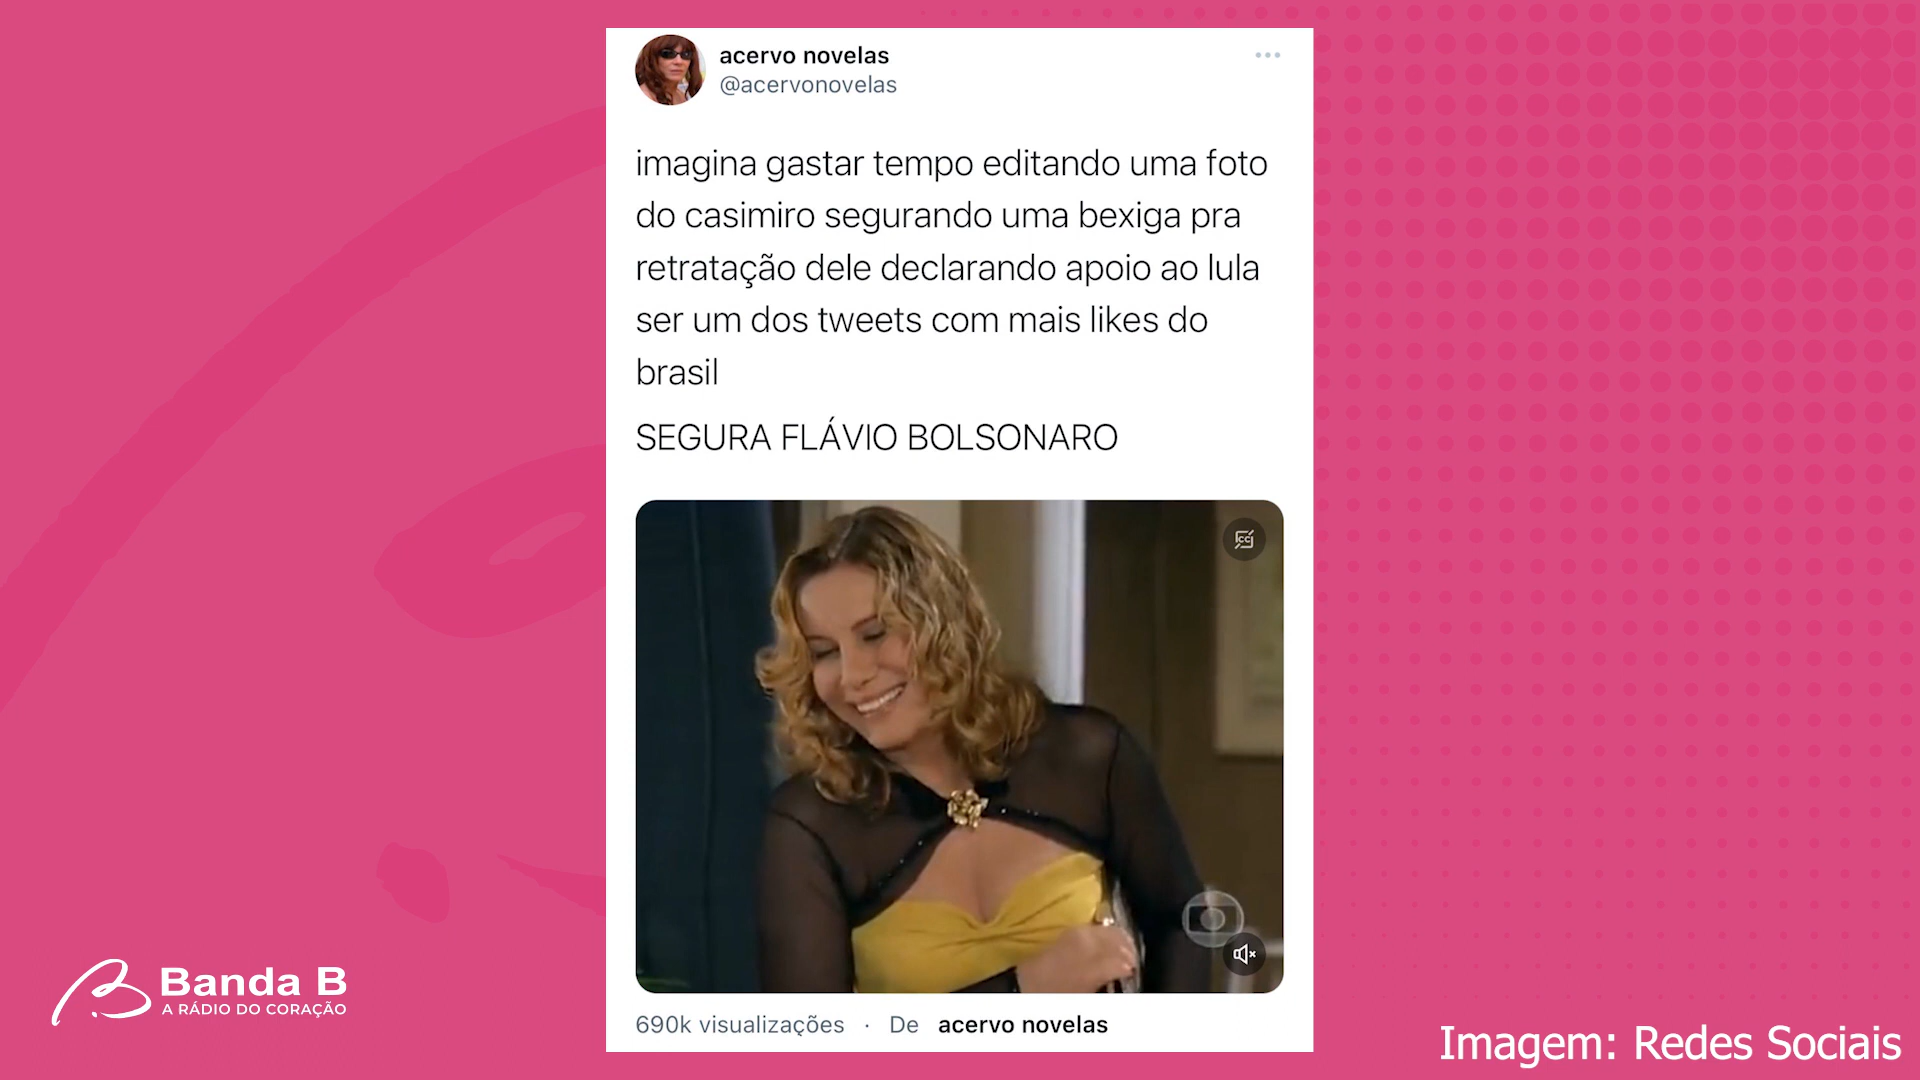 acervo novelas
@acervonovelas
imagina gastar tempo editando uma foto
do casimiro segurando uma bexiga pra
retratação dele declarando apoio ao lula
ser um dos tweets com mais likes do
brasil
SEGURA FLÁVIO BOLSONARO
CC
690k visualizações · De acervo novelas
Banda B
A RÁDIO DO CORAÇÃO
Imagem: Redes Sociais